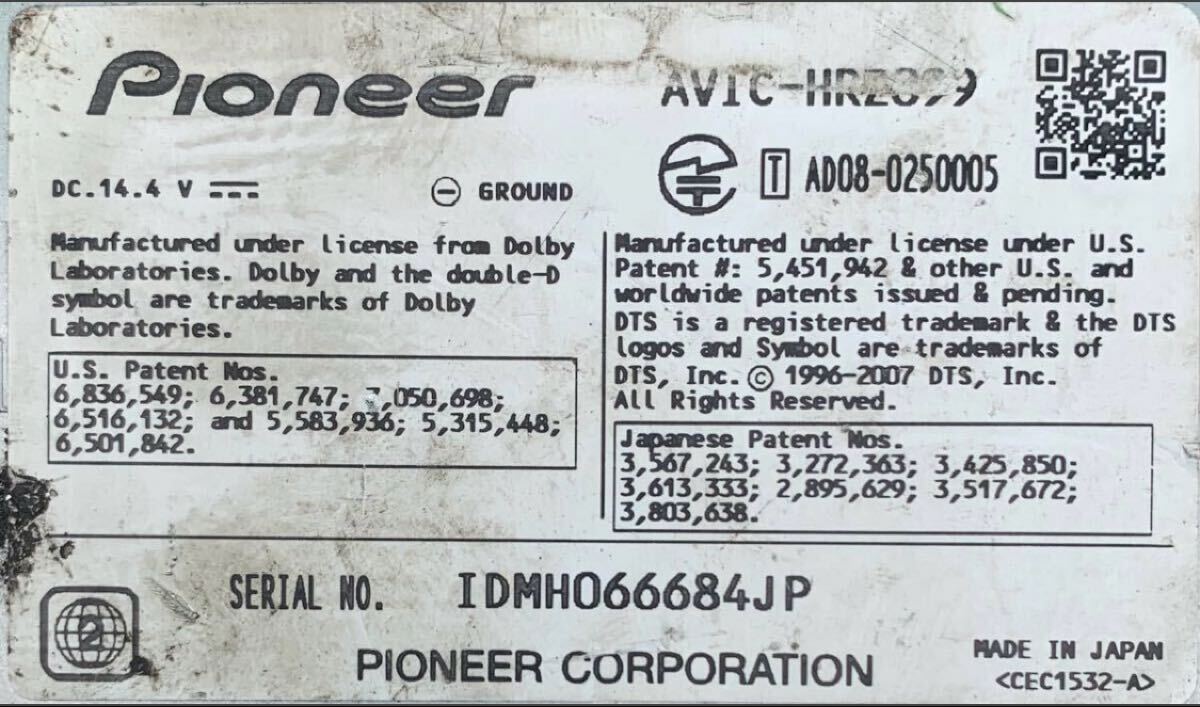 Pioneer
DC.14.4 V
GROUND
Manufactured under license from Dolby
Laboratories. Dolby and the double-D
symbol are trademarks of Dolby
Laboratories.
U.S. Patent Nos.
6,836,549; 6,381,747; 7,050,698;
6,516,132; and 5,583,936; 5,315,448;
6,501,842.
T AD08-0250005
Manufactured under license under U.S.
Patent #: 5,451,942 & other U.S. and
worldwide patents issued & pending.
DTS is a registered trademark & the DTS
logos and Symbol are trademarks of
DTS, Inc. © 1996-2007 DTS, Inc.
All Rights Reserved.
Japanese Patent Nos.
3,567,243; 3,272,363; 3,425,850;
3,613,333; 2,895,629; 3,517,672;
3,803,638.
SERIAL NO. IDMH066684JP
2
PIONEER CORPORATION
MADE IN JAPAN
<CEC1532-A>